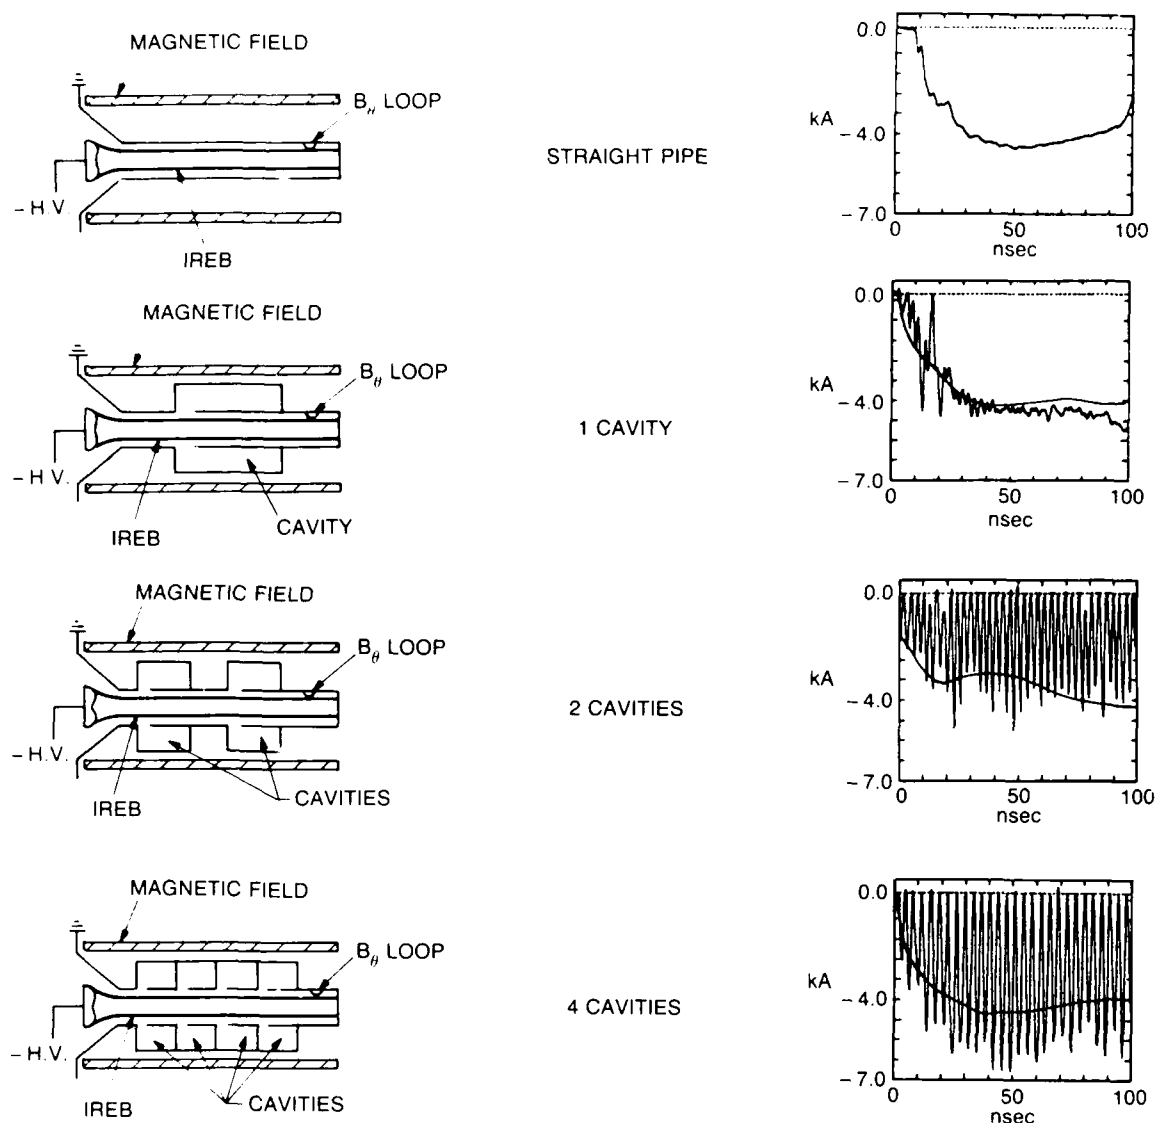 MAGNETIC FIELD
B_θ LOOP
– H.V.
IREB
STRAIGHT PIPE
0.0
kA
– 4.0
– 7.0
0 50 100
nsec
MAGNETIC FIELD
B_θ LOOP
– H.V.
IREB
CAVITY
1 CAVITY
0.0
kA
– 4.0
– 7.0
0 50 100
nsec
MAGNETIC FIELD
B_θ LOOP
– H.V.
IREB
CAVITIES
2 CAVITIES
0.0
kA
– 4.0
– 7.0
0 50 100
nsec
MAGNETIC FIELD
B_θ LOOP
– H.V.
IREB
CAVITIES
4 CAVITIES
0.0
kA
– 4.0
– 7.0
0 50 100
nsec